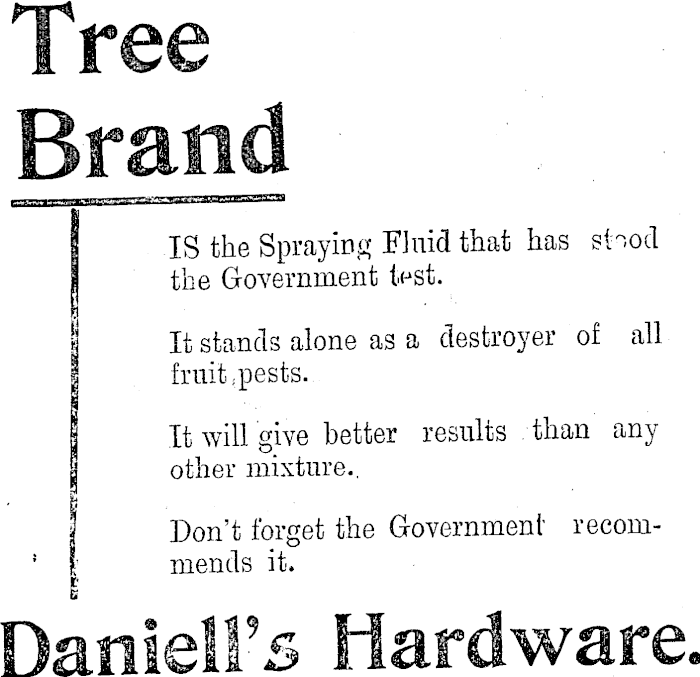 Tree
Brand
IS the Spraying Fluid that has stood
the Government test.
It stands alone as a destroyer of all
fruit pests.
It will give better results than any
other mixture.
Don't forget the Government recom-
mends it.
Daniell's Hardware.